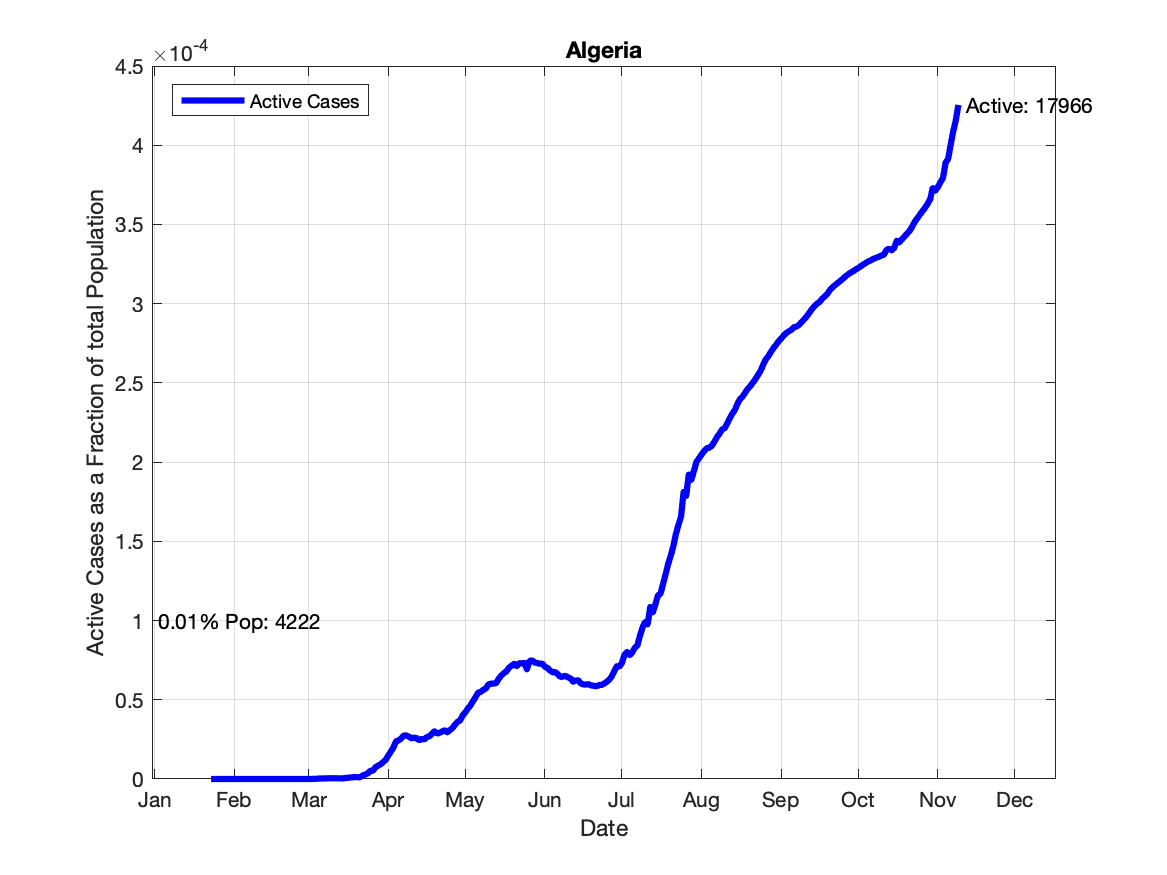 Algeria
×10⁻⁴
Active Cases
Active: 17966
4.5
4
3.5
3
2.5
2
1.5
1
0.5
0
0.01% Pop: 4222
Active Cases as a Fraction of total Population
Jan Feb Mar Apr May Jun Jul Aug Sep Oct Nov Dec
Date